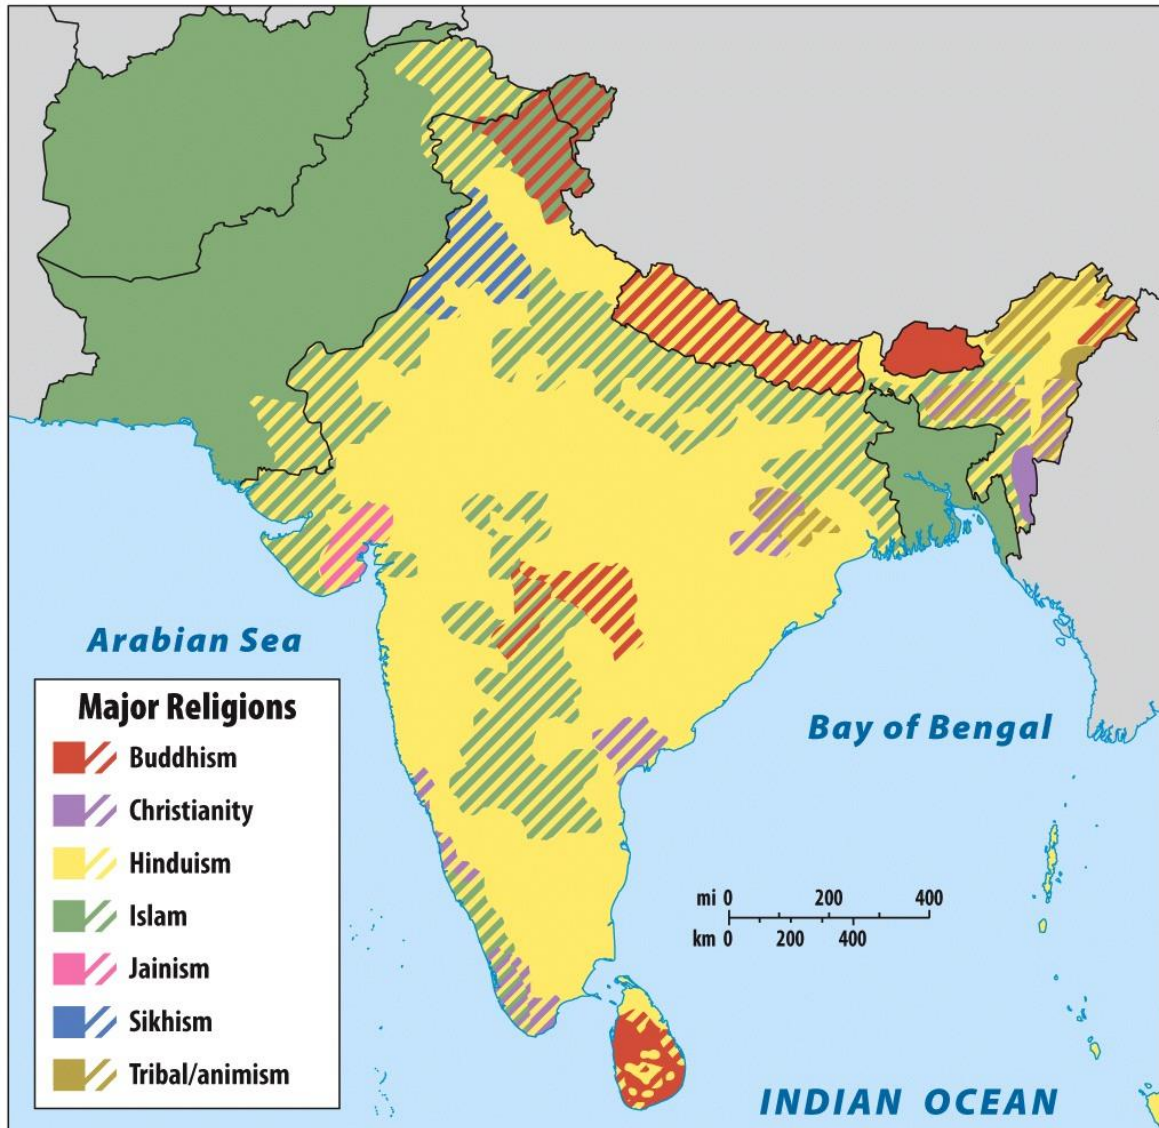 Arabian Sea
Major Religions
Buddhism
Christianity
Hinduism
Islam
Jainism
Sikhism
Tribal/animism
Bay of Bengal
mi 0 200 400
km 0 200 400
INDIAN OCEAN